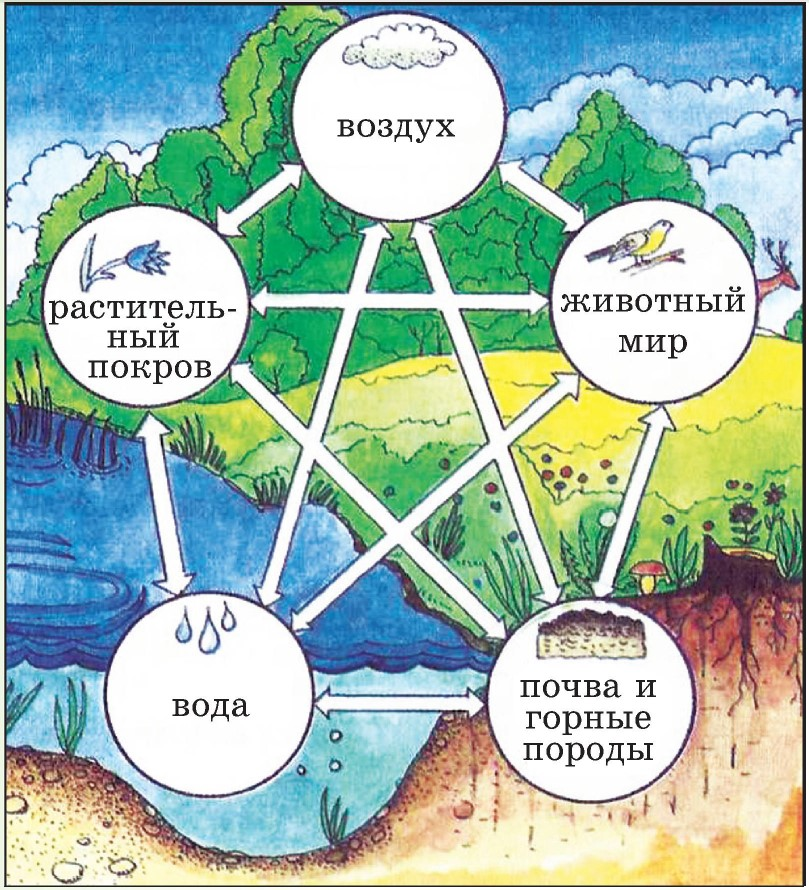 воздух
раститель-
ный
покров
животный
мир
вода
почва и
горные
породы